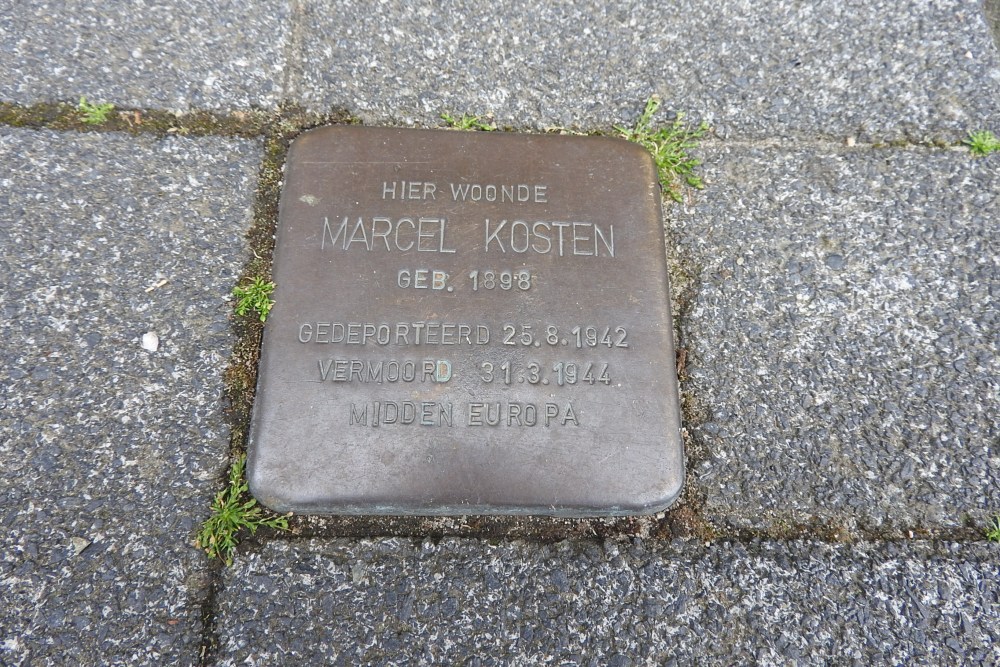 HIER WOONDE
MARCEL KOSTEN
GEB. 1898
GEDEPORTEERD 25.8.1942
VERMOORD 31.3.1944
MIDDEN EUROPA